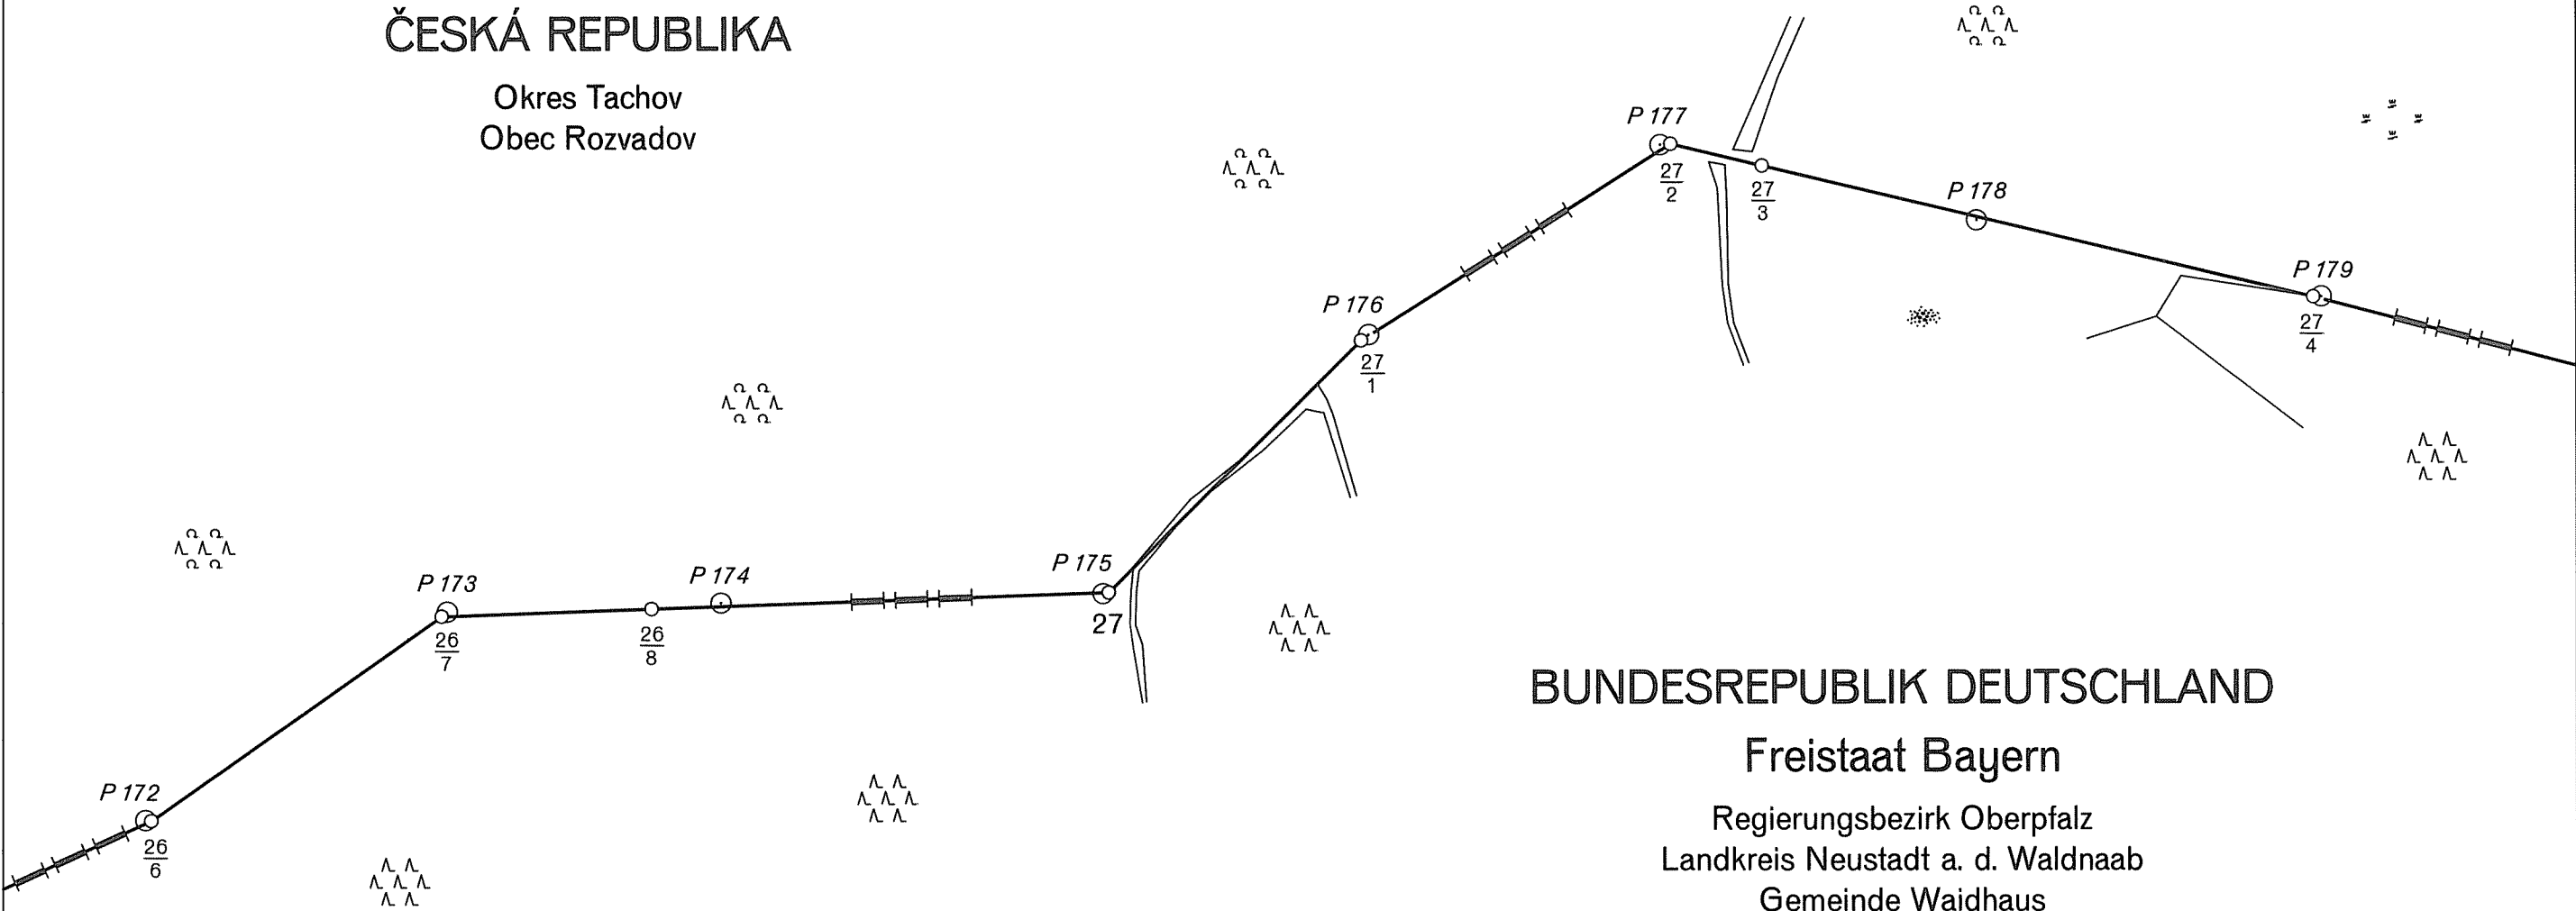 ČESKÁ REPUBLIKA
Okres Tachov
Obec Rozvadov
P 177
27
2
27
3
P 178
P 179
27
4
P 176
27
1
P 175
27
P 174
26
8
P 173
26
7
P 172
26
6
BUNDESREPUBLIK DEUTSCHLAND
Freistaat Bayern
Regierungsbezirk Oberpfalz
Landkreis Neustadt a. d. Waldnaab
Gemeinde Waidhaus